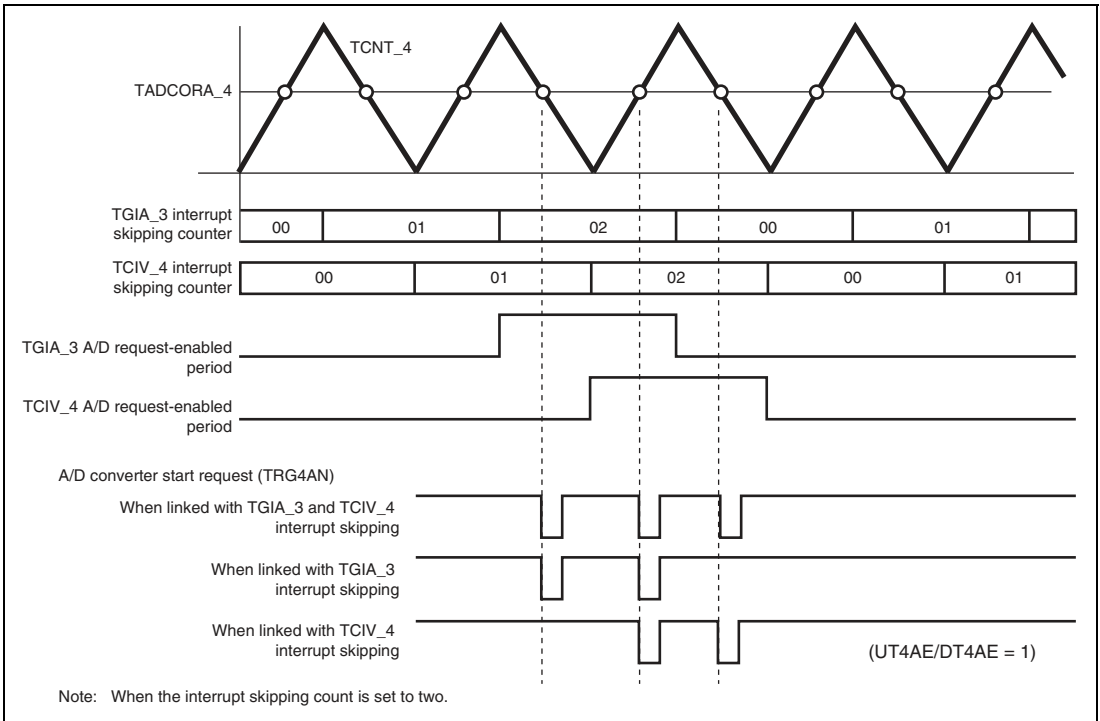 TCNT_4
TADCORA_4
TGIA_3 interrupt
skipping counter
00 01 02 00 01
TCIV_4 interrupt
skipping counter
00 01 02 00 01
TGIA_3 A/D request-enabled
period
TCIV_4 A/D request-enabled
period
A/D converter start request (TRG4AN)
When linked with TGIA_3 and TCIV_4
interrupt skipping
When linked with TGIA_3
interrupt skipping
When linked with TCIV_4
interrupt skipping
(UT4AE/DT4AE = 1)
Note: When the interrupt skipping count is set to two.